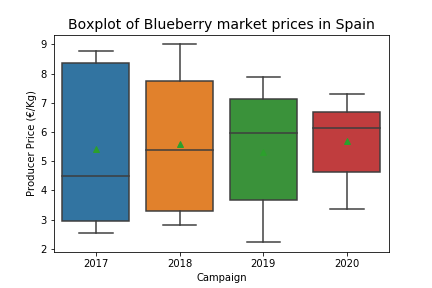 Boxplot of Blueberry market prices in Spain
Producer Price (€/Kg)
9
8
7
6
5
4
3
2
2017 2018 2019 2020
Campaign